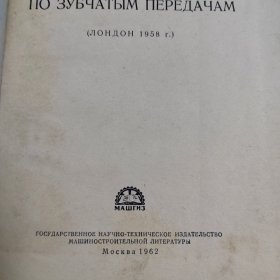 ПО ЗУБЧАТЫМ ПЕРЕДАЧАМ
(ЛОНДОН 1958 г.)
МАШГИЗ
ГОСУДАРСТВЕННОЕ НАУЧНО-ТЕХНИЧЕСКОЕ ИЗДАТЕЛЬСТВО
МАШИНОСТРОИТЕЛЬНОЙ ЛИТЕРАТУРЫ
Москва 1962